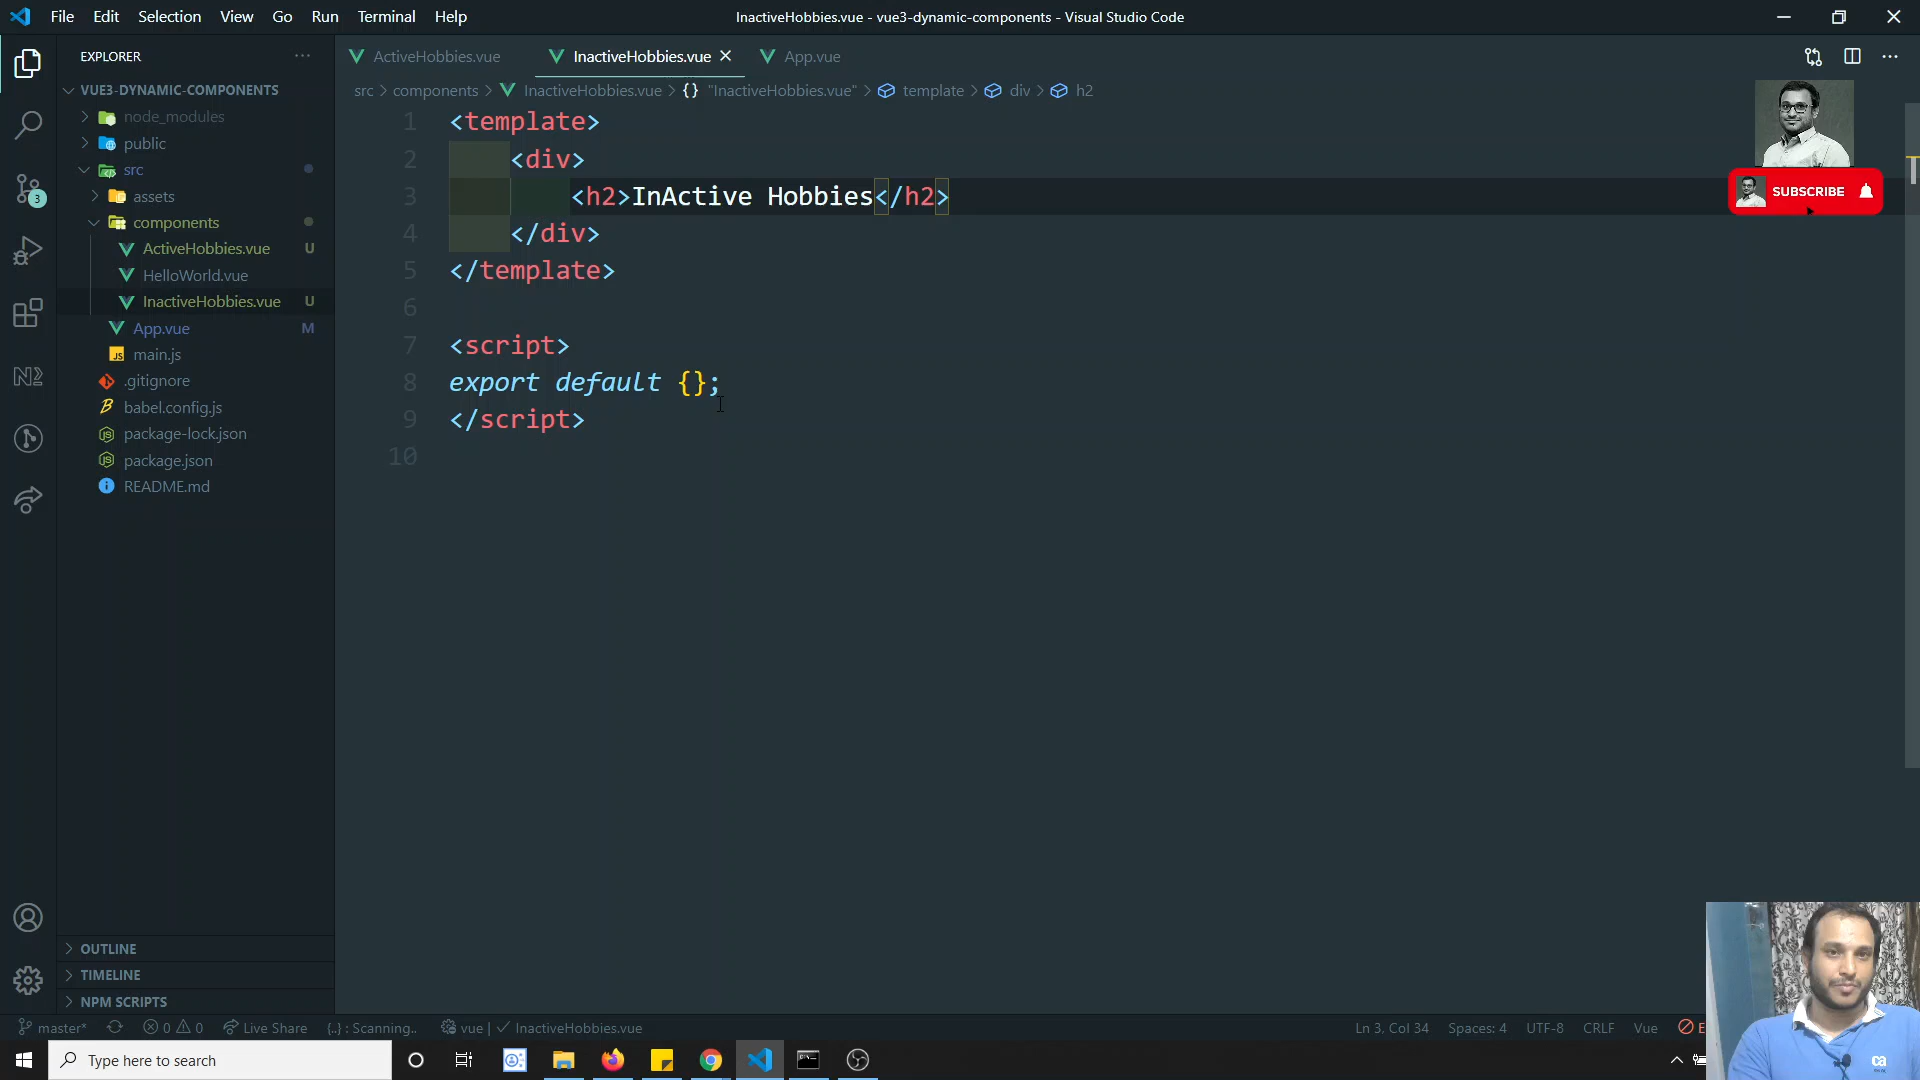 File Edit Selection View Go Run Terminal Help
InactiveHobbies.vue - vue3-dynamic-components - Visual Studio Code
EXPLORER
VUE3-DYNAMIC-COMPONENTS
node_modules
public
src
assets
components
ActiveHobbies.vue U
HelloWorld.vue
InactiveHobbies.vue U
App.vue M
JS main.js
.gitignore
babel.config.js
package-lock.json
package.json
README.md
3
OUTLINE
TIMELINE
NPM SCRIPTS
ActiveHobbies.vue InactiveHobbies.vue App.vue
src > components > InactiveHobbies.vue > {} "InactiveHobbies.vue" > template > div > h2
1 <template>
2 <div>
3 <h2>InActive Hobbies</h2>
4 </div>
5 </template>
6
7 <script>
8 export default {};
9 </script>
10
SUBSCRIBE
master* 0 0 Live Share {..} : Scanning.. vue | InactiveHobbies.vue
Ln 3, Col 34 Spaces: 4 UTF-8 CRLF Vue
Type here to search
ca